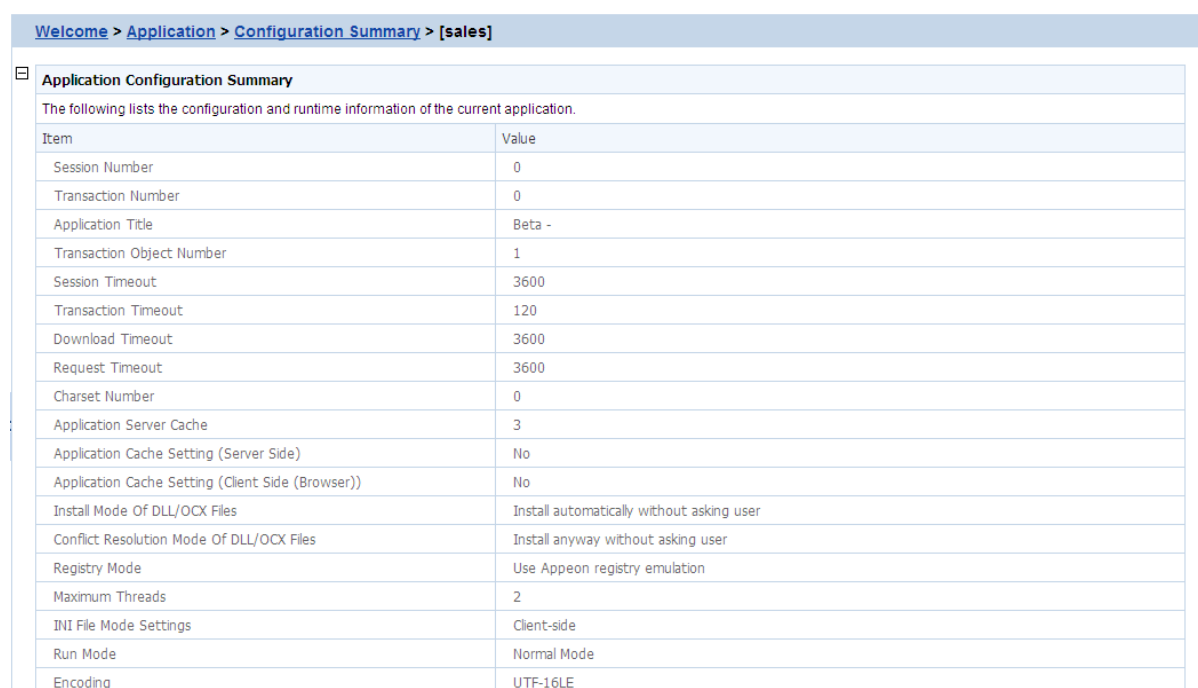 Welcome > Application > Configuration Summary > [sales]
Application Configuration Summary
The following lists the configuration and runtime information of the current application.
Item Value
Session Number 0
Transaction Number 0
Application Title Beta -
Transaction Object Number 1
Session Timeout 3600
Transaction Timeout 120
Download Timeout 3600
Request Timeout 3600
Charset Number 0
Application Server Cache 3
Application Cache Setting (Server Side) No
Application Cache Setting (Client Side (Browser)) No
Install Mode Of DLL/OCX Files Install automatically without asking user
Conflict Resolution Mode Of DLL/OCX Files Install anyway without asking user
Registry Mode Use Appeon registry emulation
Maximum Threads 2
INI File Mode Settings Client-side
Run Mode Normal Mode
Encoding UTF-16LE